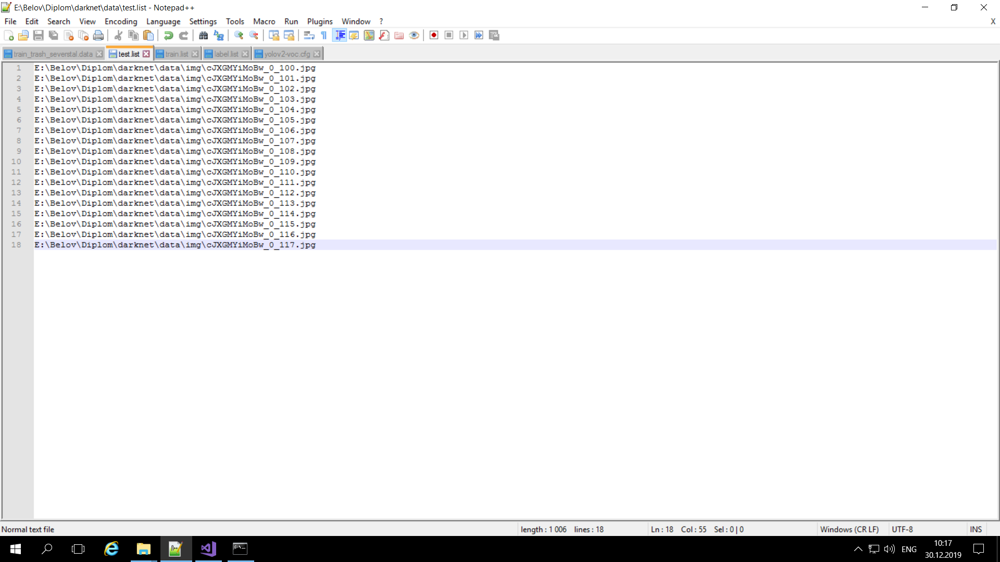 E:\Belov\Diplom\darknet\data\test.list - Notepad++
File Edit Search View Encoding Language Settings Tools Macro Run Plugins Window ? X
train_trash_severstal.data test.list train.list label.list yolov2-voc.cfg
1 E:\Belov\Diplom\darknet\data\img\cJXGMYiMoBw_0_100.jpg
2 E:\Belov\Diplom\darknet\data\img\cJXGMYiMoBw_0_101.jpg
3 E:\Belov\Diplom\darknet\data\img\cJXGMYiMoBw_0_102.jpg
4 E:\Belov\Diplom\darknet\data\img\cJXGMYiMoBw_0_103.jpg
5 E:\Belov\Diplom\darknet\data\img\cJXGMYiMoBw_0_104.jpg
6 E:\Belov\Diplom\darknet\data\img\cJXGMYiMoBw_0_105.jpg
7 E:\Belov\Diplom\darknet\data\img\cJXGMYiMoBw_0_106.jpg
8 E:\Belov\Diplom\darknet\data\img\cJXGMYiMoBw_0_107.jpg
9 E:\Belov\Diplom\darknet\data\img\cJXGMYiMoBw_0_108.jpg
10 E:\Belov\Diplom\darknet\data\img\cJXGMYiMoBw_0_109.jpg
11 E:\Belov\Diplom\darknet\data\img\cJXGMYiMoBw_0_110.jpg
12 E:\Belov\Diplom\darknet\data\img\cJXGMYiMoBw_0_111.jpg
13 E:\Belov\Diplom\darknet\data\img\cJXGMYiMoBw_0_112.jpg
14 E:\Belov\Diplom\darknet\data\img\cJXGMYiMoBw_0_113.jpg
15 E:\Belov\Diplom\darknet\data\img\cJXGMYiMoBw_0_114.jpg
16 E:\Belov\Diplom\darknet\data\img\cJXGMYiMoBw_0_115.jpg
17 E:\Belov\Diplom\darknet\data\img\cJXGMYiMoBw_0_116.jpg
18 E:\Belov\Diplom\darknet\data\img\cJXGMYiMoBw_0_117.jpg
Normal text file length : 1 006 lines : 18 Ln : 18 Col : 55 Sel : 0 | 0 Windows (CR LF) UTF-8 INS
ENG 10:17
30.12.2019